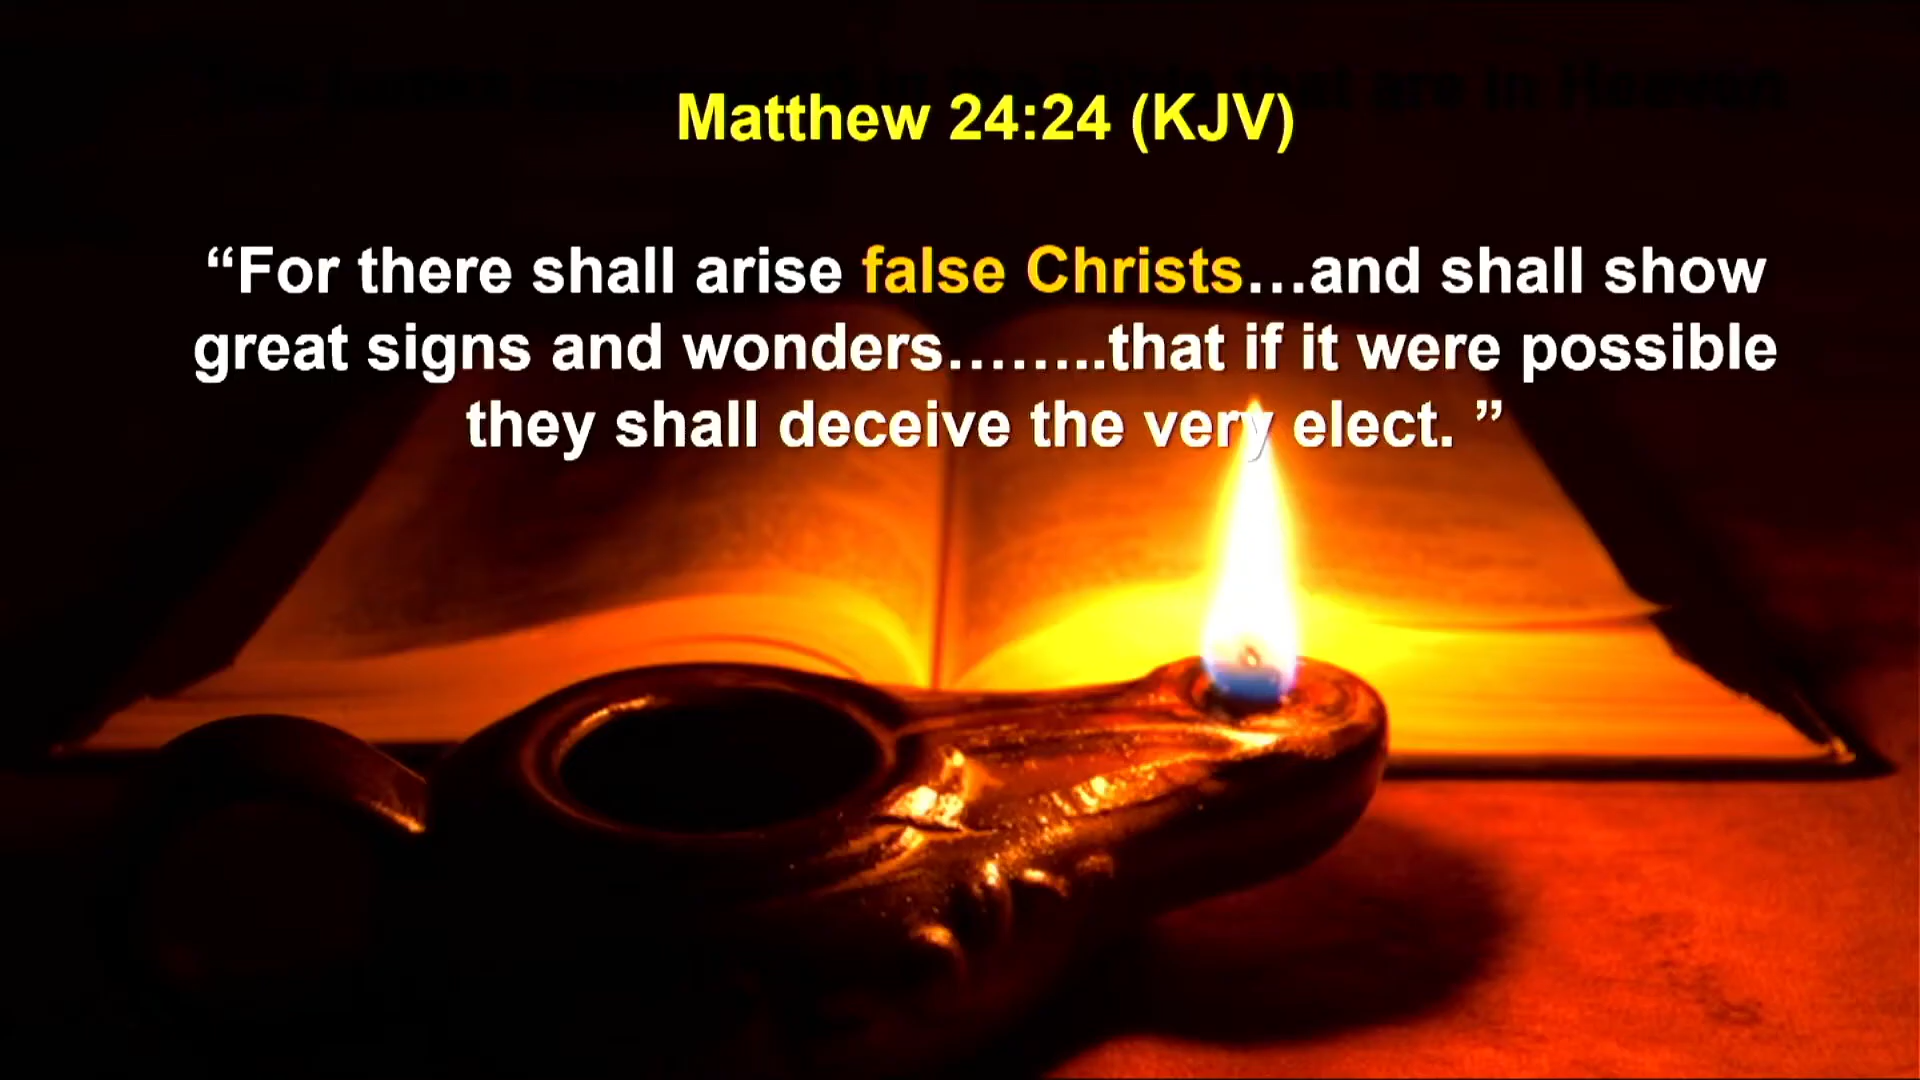 Matthew 24:24 (KJV)
“For there shall arise false Christs…and shall show
great signs and wonders……..that if it were possible
they shall deceive the very elect. ”